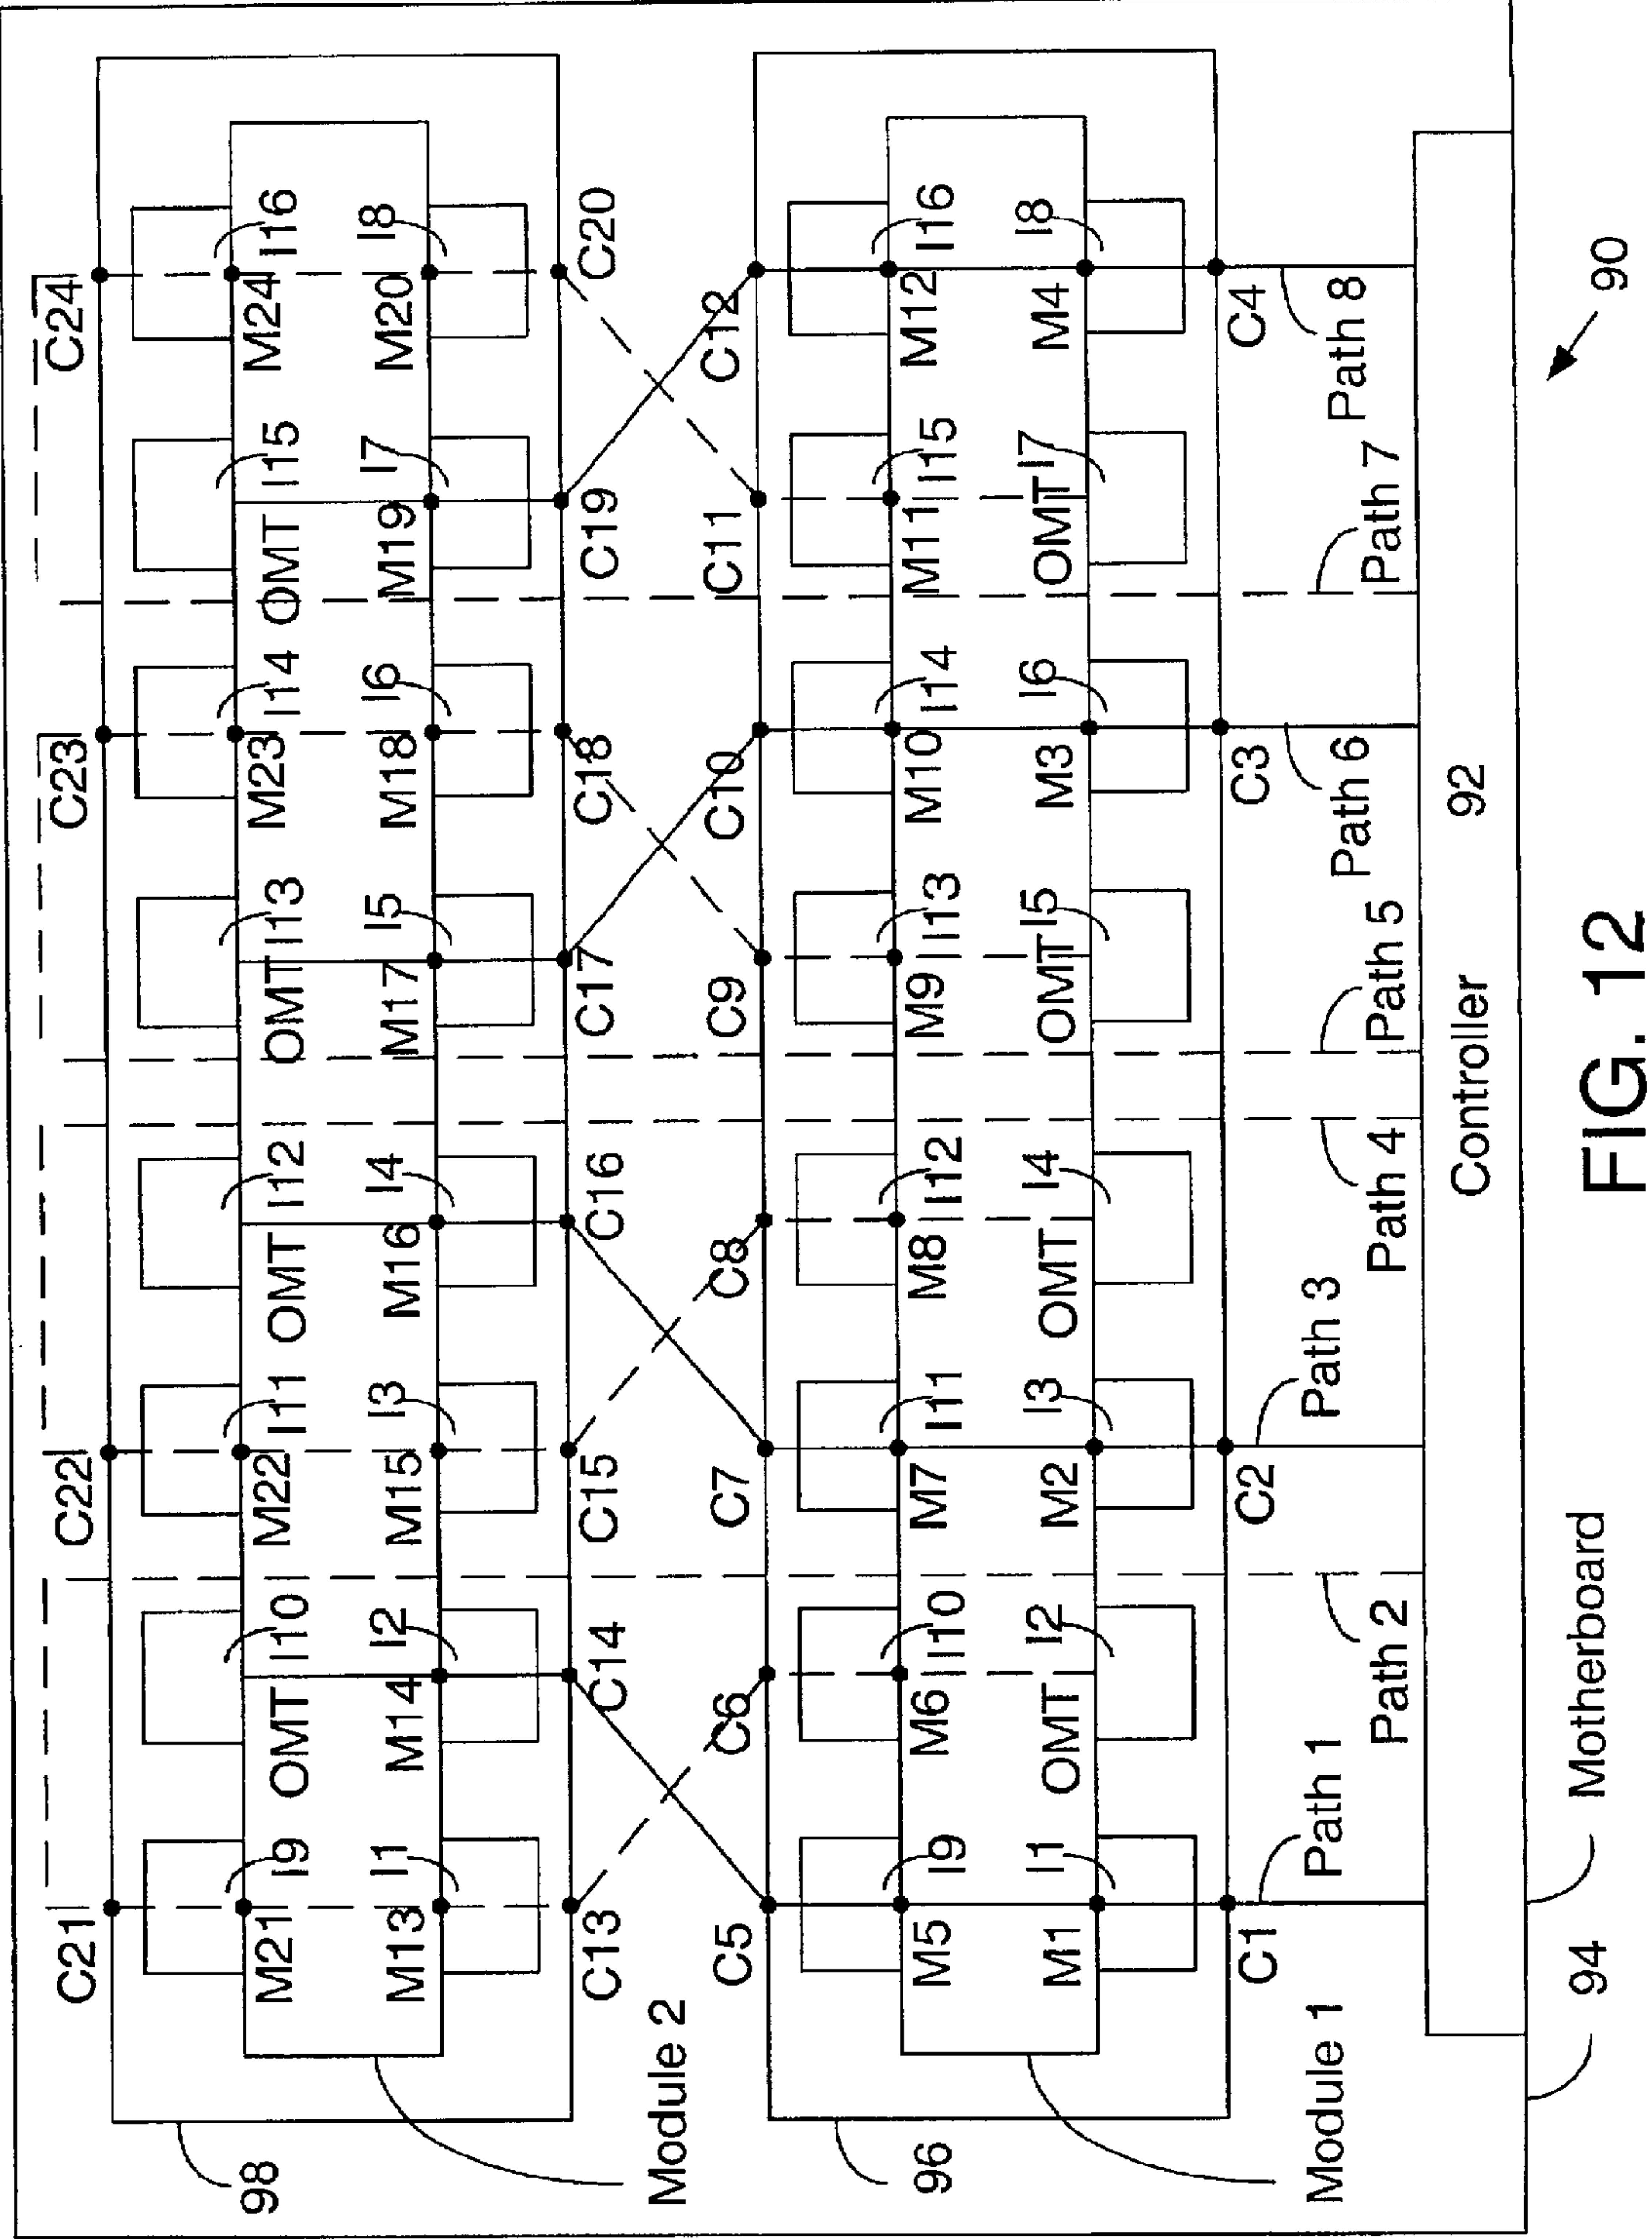 C21
C22
C23
C24
I9
I10
I11
I12
I13
I14
I15
I16
M21
OMT
M22
OMT
OMT
M23
OMT
M24
I1
I2
I3
I4
I5
I6
I7
I8
M13
M14
M15
M16
M17
M18
M19
M20
98
Module 2
C13
C14
C15
C16
C17
C18
C19
C20
C5
C6
C7
C8
C9
C10
C11
C12
M5
I9
M6
I10
M7
I11
M8
I12
M9
I13
M10
I14
M11
I15
M12
I16
M1
I1
OMT
I2
M2
I3
OMT
I4
OMT
I5
M3
I6
OMT
I7
M4
I8
96
Module 1
C1
C2
C3
C4
Path 1
Path 2
Path 3
Path 4
Path 5
Path 6
Path 7
Path 8
Controller
92
94
Motherboard
90
FIG. 12